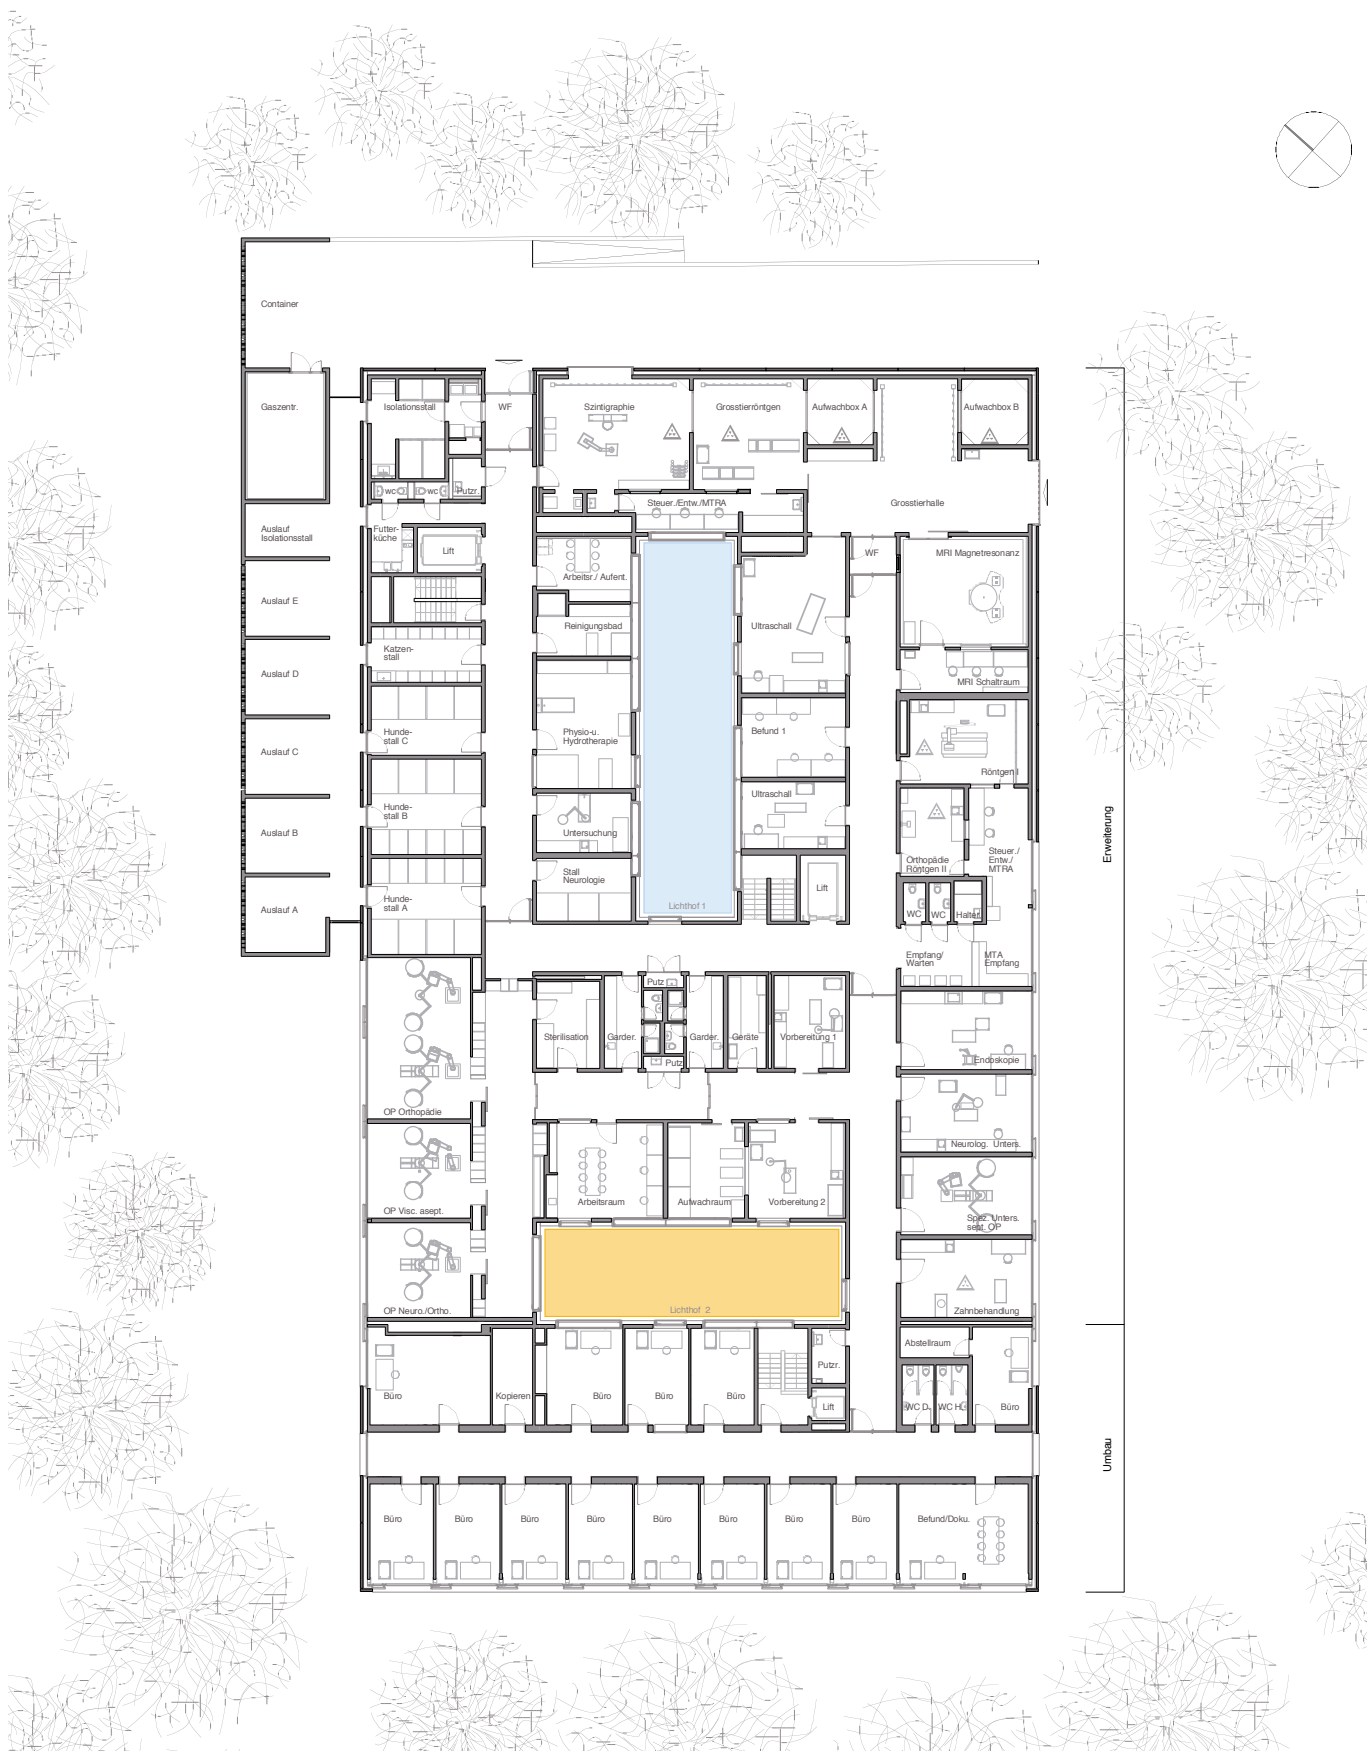 Container
Gaszentr.
Isolationsstall
WF
Szintigraphie
Grosstierröntgen
Aufwachbox A
Aufwachbox B
wc
wc
Putzr.
Steuer./Entw./MTRA
Grosstierhalle
Auslauf
Isolationsstall
Futter-
küche
Lift
Arbeitsr./ Aufent.
WF
MRI Magnetresonanz
Auslauf E
Reinigungsbad
Ultraschall
Katzen-
stall
Auslauf D
MRI Schaltraum
Hunde-
stall C
Physio-u.
Hydrotherapie
Befund 1
Auslauf C
Röntgen I
Ultraschall
Hunde-
stall B
Auslauf B
Untersuchung
Erweiterung
Steuer./
Entw./
MTRA
Orthopädie
Röntgen II
Stall
Neurologie
Lift
Hunde-
stall A
Auslauf A
Lichthof 1
WC
WC
Halter
Empfang/
Warten
MTA
Empfang
Putz
Sterilisation
Garder.
Garder.
Geräte
Vorbereitung 1
Putz
Endoskopie
OP Orthopädie
Neurolog. Unters.
Arbeitsraum
Aufwachraum
Vorbereitung 2
OP Visc. asept.
Spez. Unters.
sept. OP
OP Neuro./Ortho.
Lichthof 2
Zahnbehandlung
Abstellraum
Putzr.
Büro
Kopieren
Büro
Büro
Büro
Lift
WC D
WC H
Büro
Umbau
Büro
Büro
Büro
Büro
Büro
Büro
Büro
Büro
Befund/Doku.